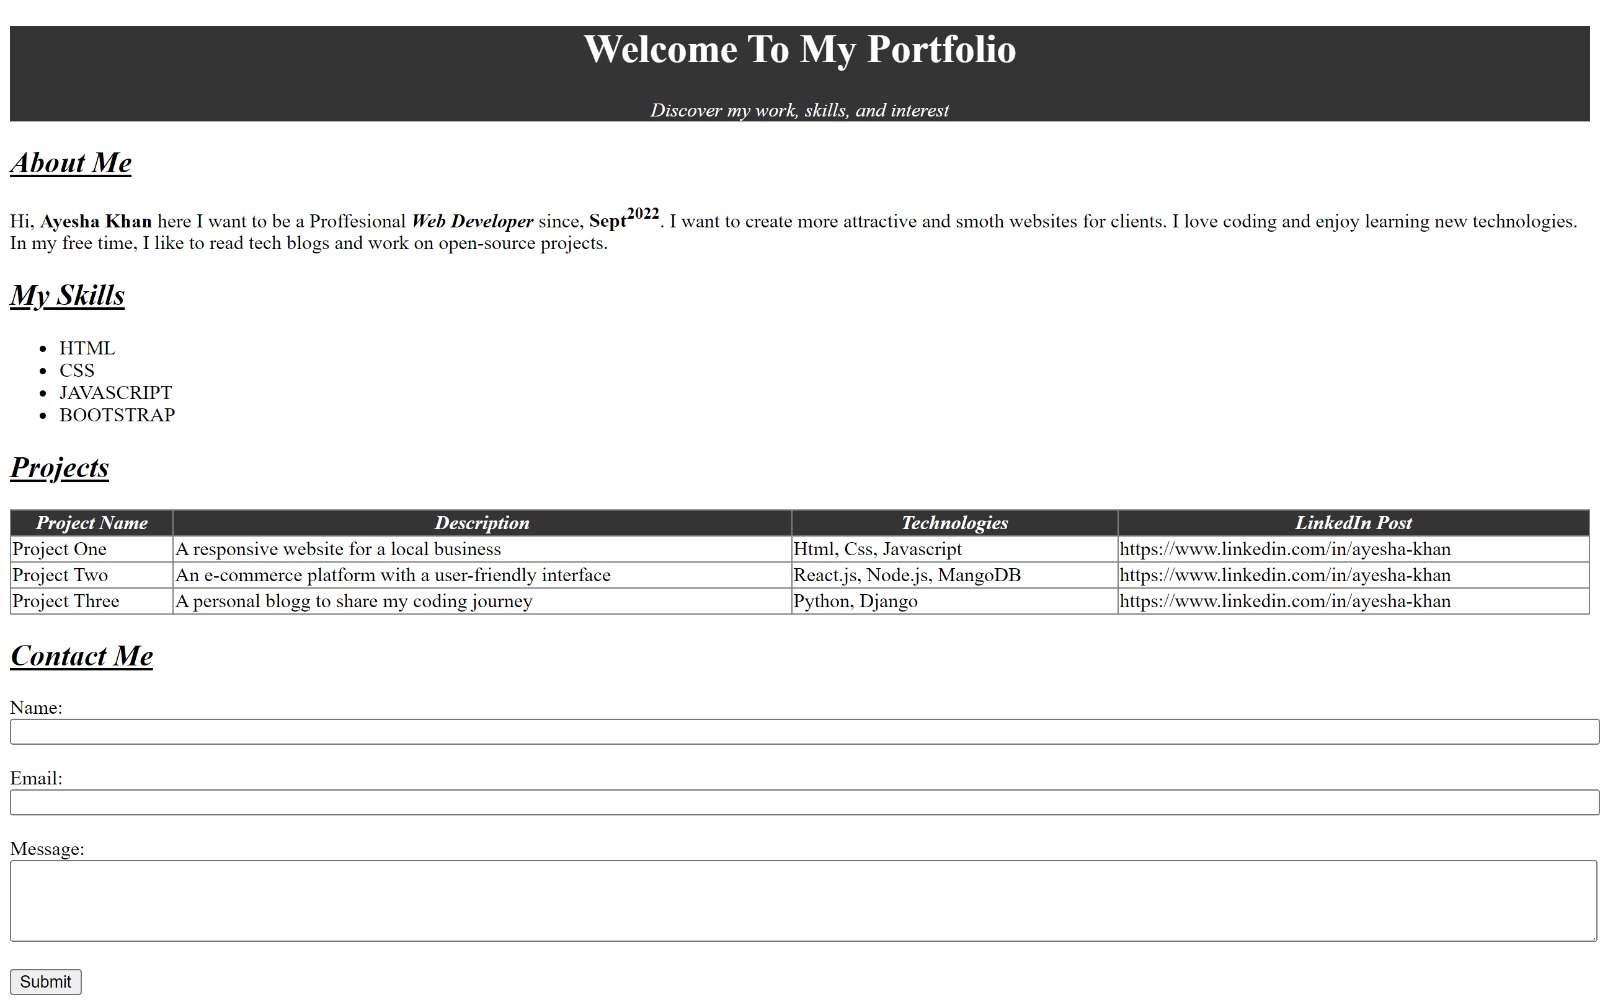 Welcome To My Portfolio
Discover my work, skills, and interest
About Me
Hi, Ayesha Khan here I want to be a Proffesional Web Developer since, Sept2022. I want to create more attractive and smoth websites for clients. I love coding and enjoy learning new technologies.
In my free time, I like to read tech blogs and work on open-source projects.
My Skills
HTML
CSS
JAVASCRIPT
BOOTSTRAP
Projects
Project Name Description Technologies LinkedIn Post
Project One A responsive website for a local business Html, Css, Javascript https://www.linkedin.com/in/ayesha-khan
Project Two An e-commerce platform with a user-friendly interface React.js, Node.js, MangoDB https://www.linkedin.com/in/ayesha-khan
Project Three A personal blogg to share my coding journey Python, Django https://www.linkedin.com/in/ayesha-khan
Contact Me
Name:
Email:
Message:
Submit